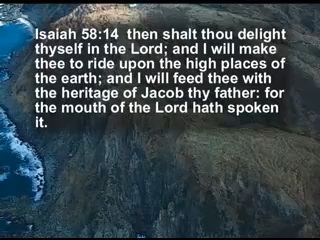 Isaiah 58:14  then shalt thou delight
thyself in the Lord; and I will make
thee to ride upon the high places of
the earth; and I will feed thee with
the heritage of Jacob thy father: for
the mouth of the Lord hath spoken
it.